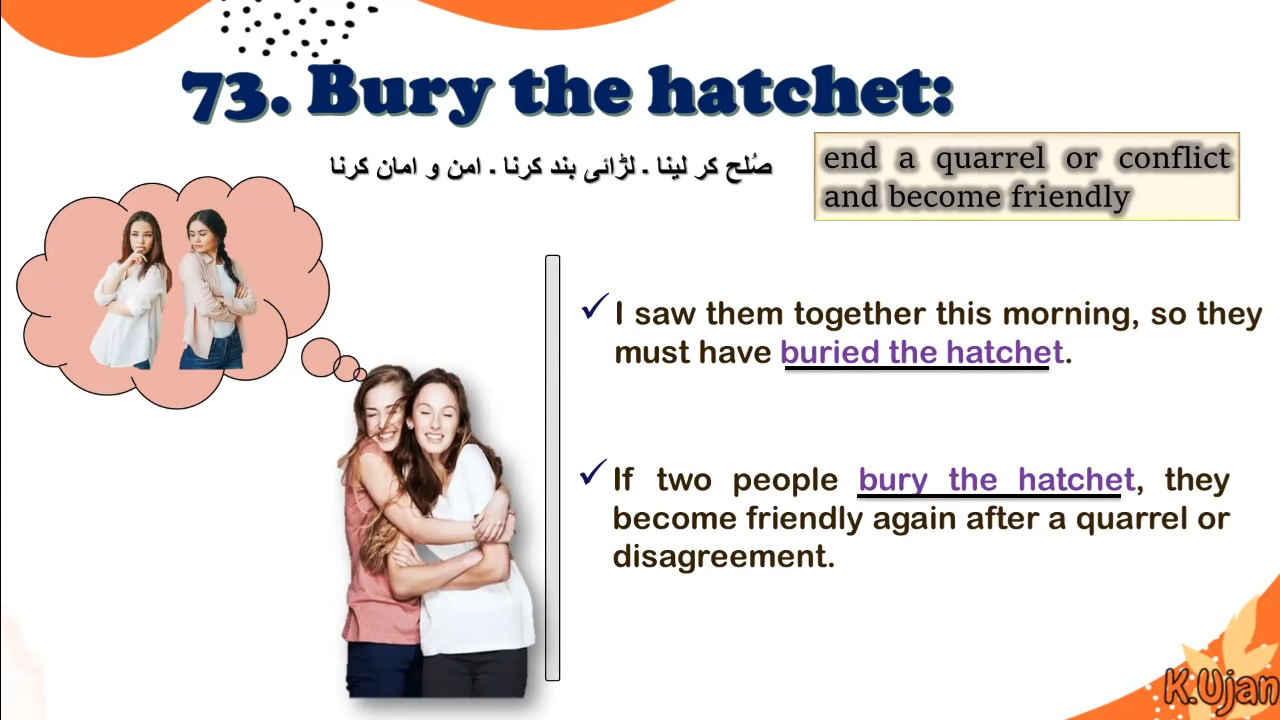 73. Bury the hatchet:
صُلح کر لینا ۔ لڑائی بند کرنا ۔ امن و امان کرنا
end a quarrel or conflict
and become friendly
✓ I saw them together this morning, so they
must have buried the hatchet.
✓ If two people bury the hatchet, they
become friendly again after a quarrel or
disagreement.
K.Ujan